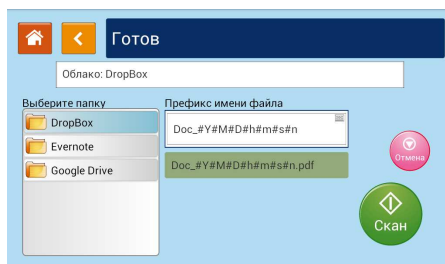 Готов
Облако: DropBox
Выберите папку
Префикс имени файла
DropBox
Evernote
Google Drive
Doc_#Y#M#D#h#m#s#n
Doc_#Y#M#D#h#m#s#n.pdf
Отмена
Скан